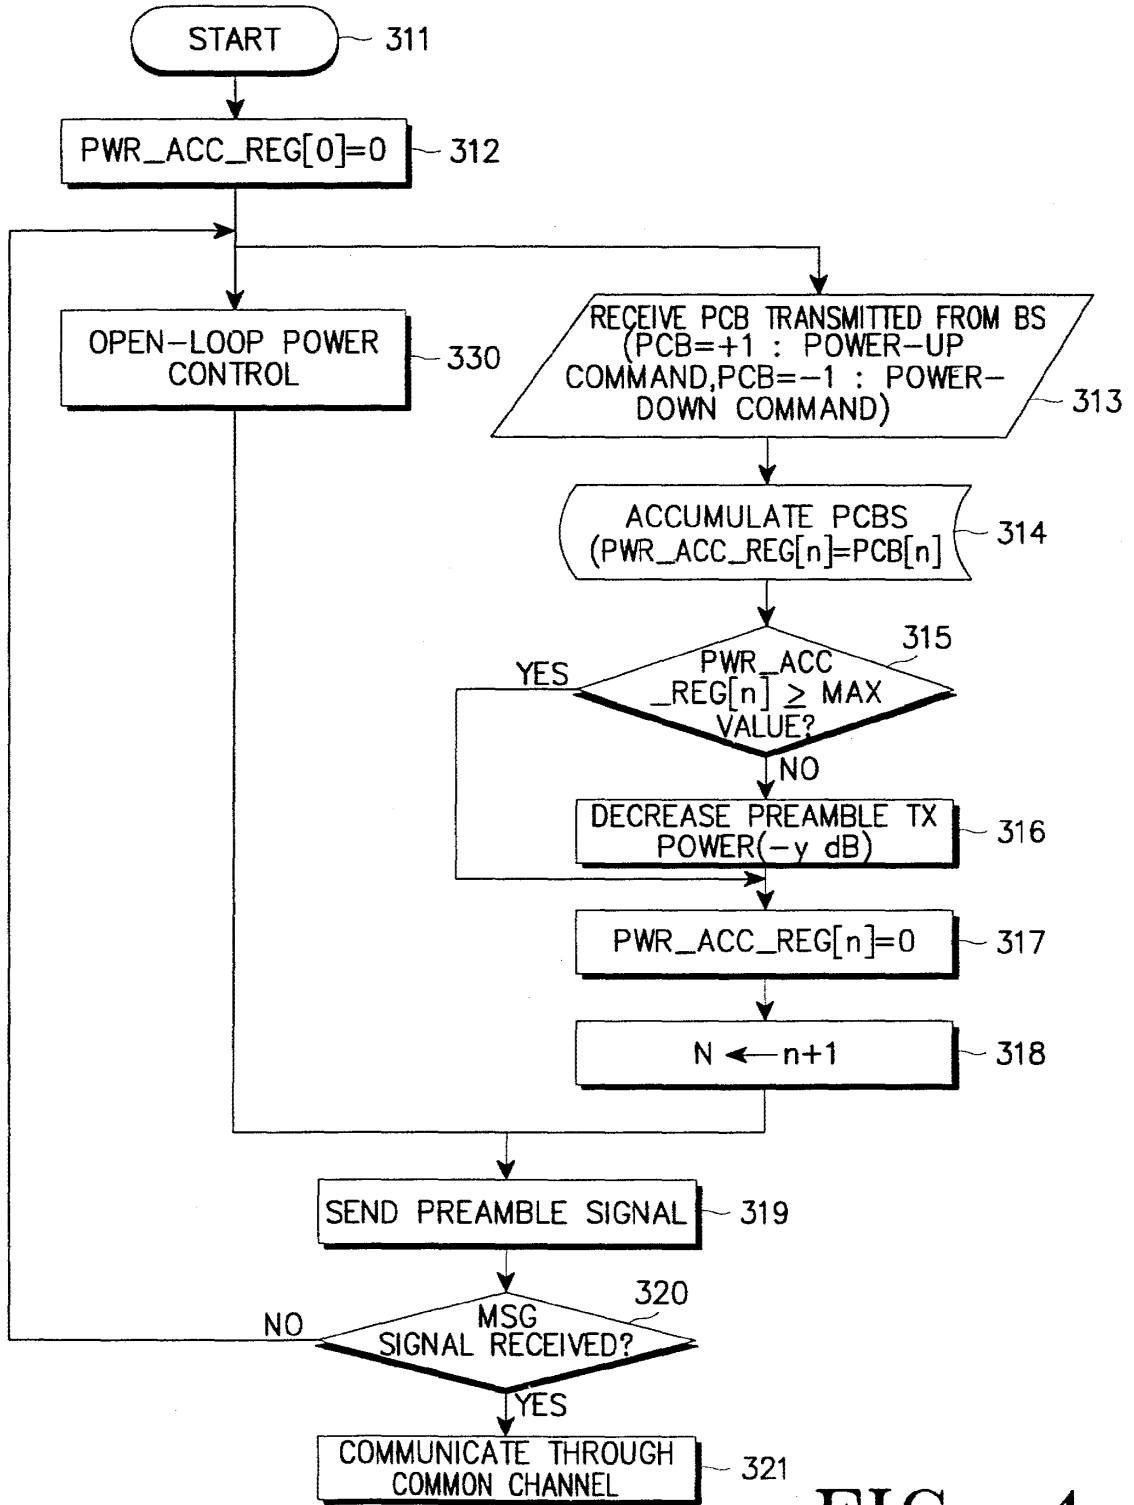 START
311
PWR_ACC_REG[0]=0
312
OPEN-LOOP POWER
CONTROL
330
RECEIVE PCB TRANSMITTED FROM BS
(PCB=+1 : POWER-UP
COMMAND,PCB=-1 : POWER-
DOWN COMMAND)
313
ACCUMULATE PCBS
(PWR_ACC_REG[n]=PCB[n]
314
315
PWR_ACC
_REG[n] ≥ MAX
VALUE?
YES
NO
DECREASE PREAMBLE TX
POWER(-y dB)
316
PWR_ACC_REG[n]=0
317
N ← n+1
318
SEND PREAMBLE SIGNAL
319
320
MSG
SIGNAL RECEIVED?
NO
YES
COMMUNICATE THROUGH
COMMON CHANNEL
321